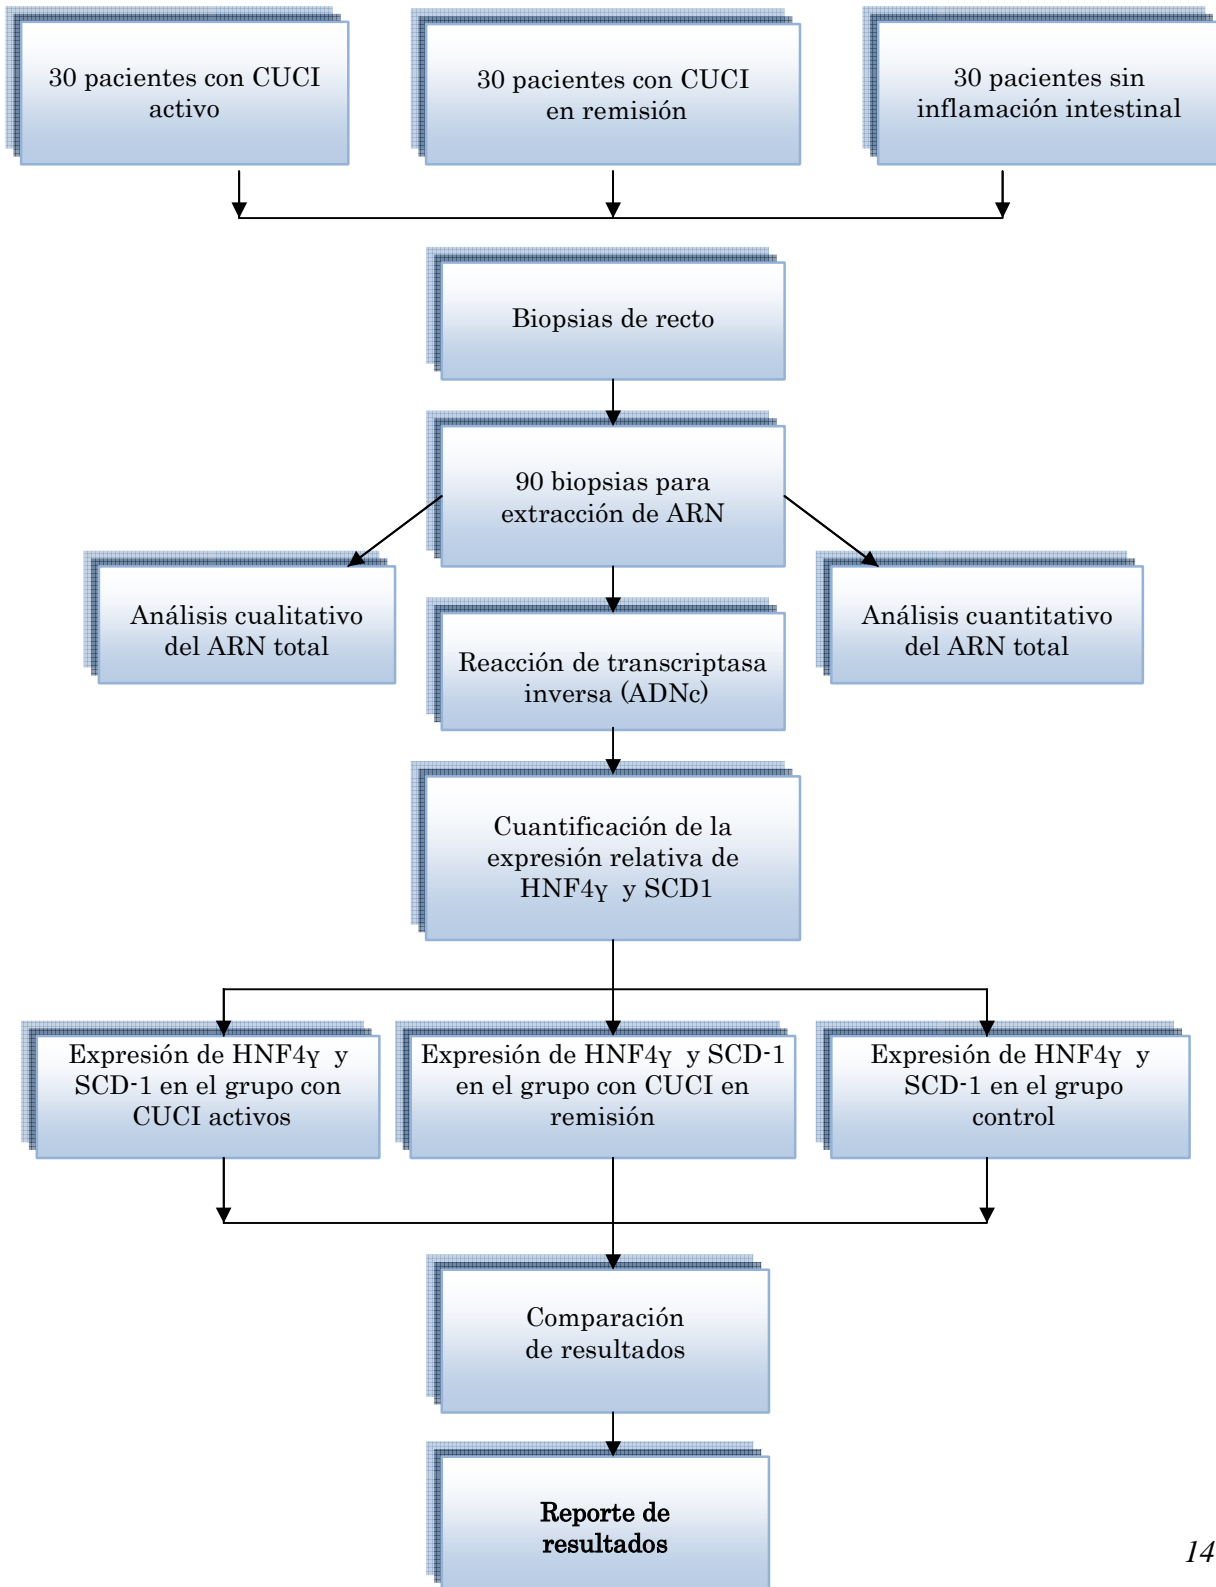 30 pacientes con CUCI
activo
30 pacientes con CUCI
en remisión
30 pacientes sin
inflamación intestinal
Biopsias de recto
90 biopsias para
extracción de ARN
Análisis cualitativo
del ARN total
Análisis cuantitativo
del ARN total
Reacción de transcriptasa
inversa (ADNc)
Cuantificación de la
expresión relativa de
HNF4γ y SCD1
Expresión de HNF4γ y
SCD-1 en el grupo con
CUCI activos
Expresión de HNF4γ y SCD-1
en el grupo con CUCI en
remisión
Expresión de HNF4γ y
SCD-1 en el grupo
control
Comparación
de resultados
Reporte de
resultados
14